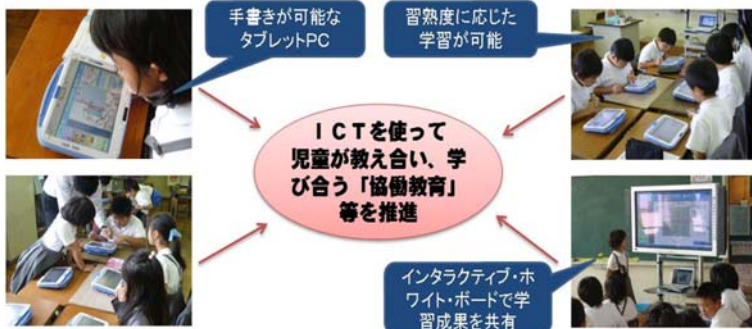 手書きが可能な
タブレットPC
習熟度に応じた
学習が可能
ＩＣＴを使って
児童が教え合い、学
び合う「協働教育」
等を推進
インタラクティブ・ホ
ワイト・ボードで学
習成果を共有